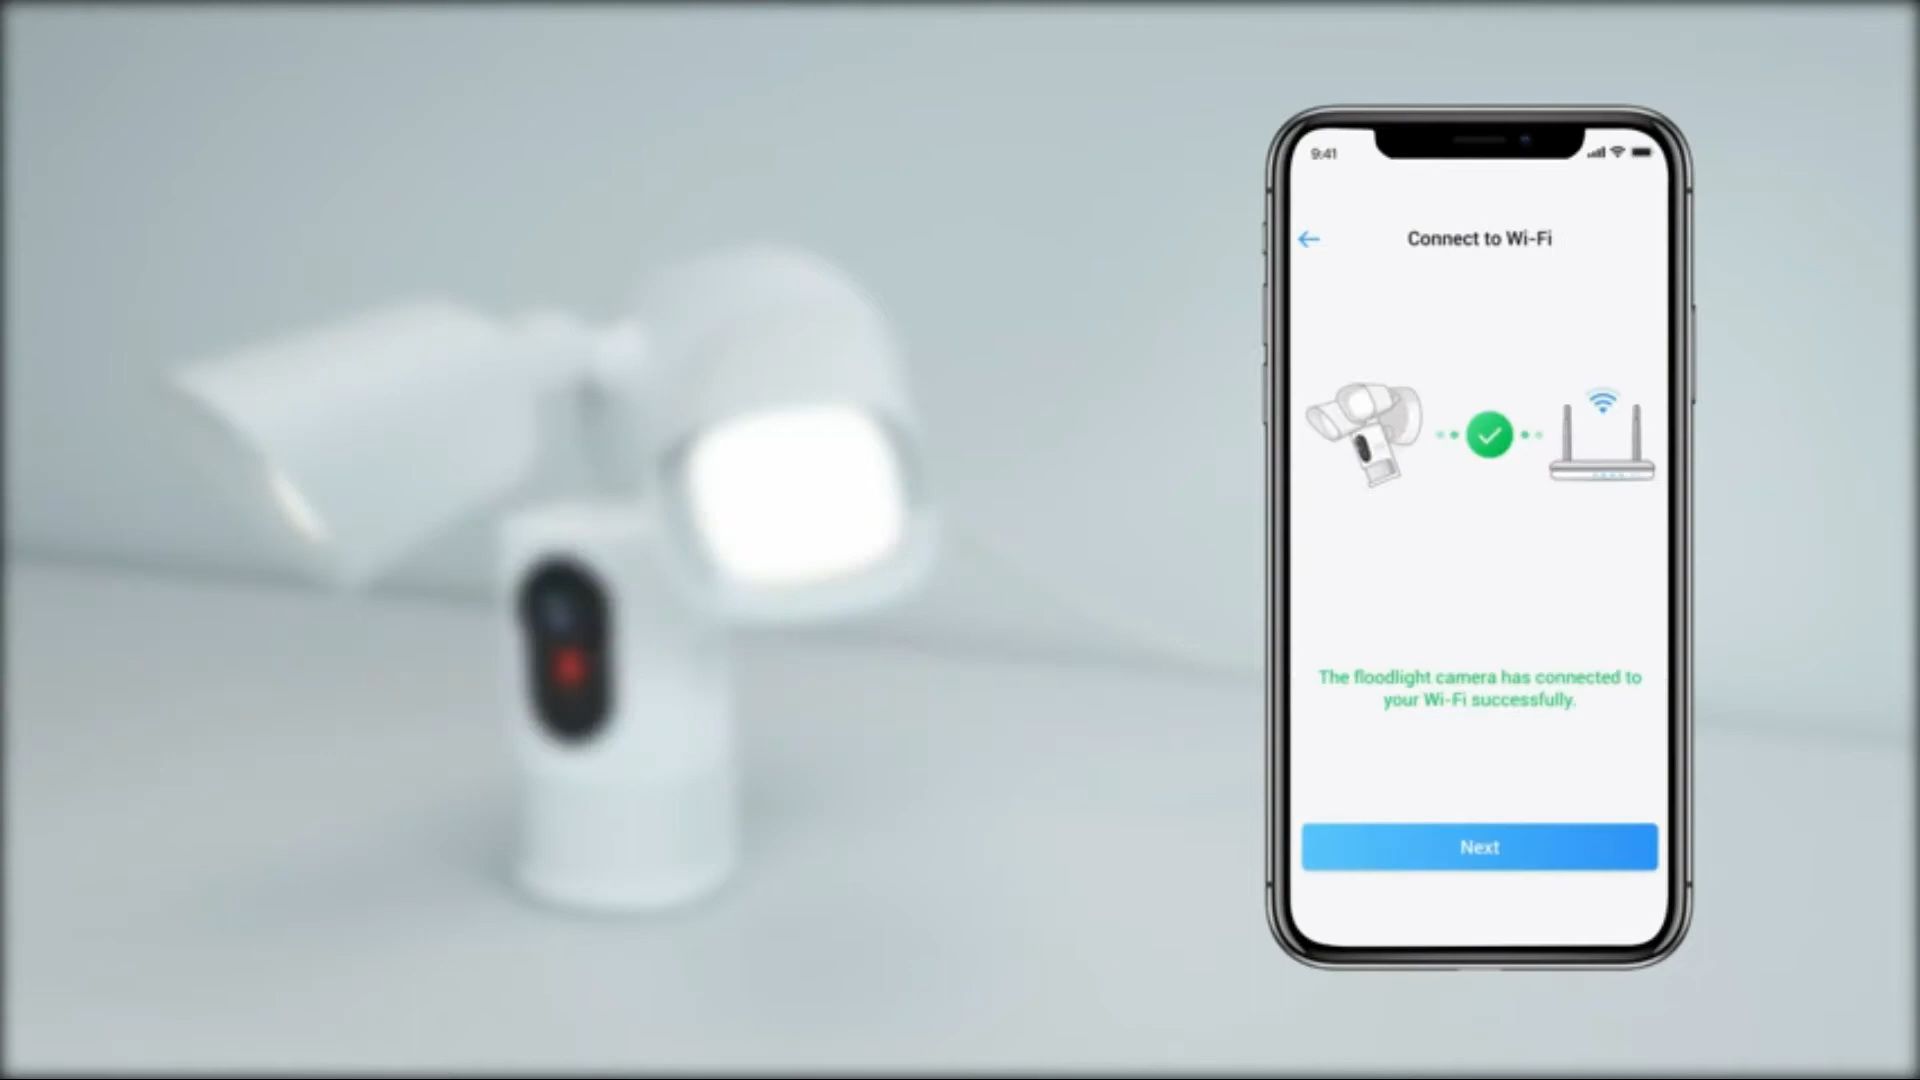 9:41
Connect to Wi-Fi
The floodlight camera has connected to
your Wi-Fi successfully.
Next